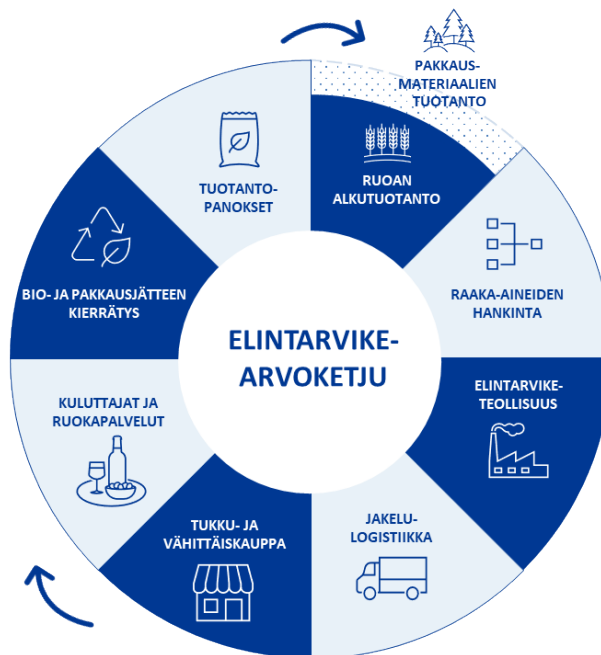 PAKKAUS-
MATERIAALIEN
TUOTANTO
TUOTANTO-
PANOKSET
RUOAN
ALKUTUOTANTO
RAAKA-AINEIDEN
HANKINTA
BIO- JA PAKKAUSJÄTTEEN
KIERRÄTYS
ELINTARVIKE-
ARVOKETJU
ELINTARVIKE-
TEOLLISUUS
KULUTTAJAT JA
RUOKAPALVELUT
TUKKU- JA
VÄHITTÄISKAUPPA
JAKELU-
LOGISTIIKKA